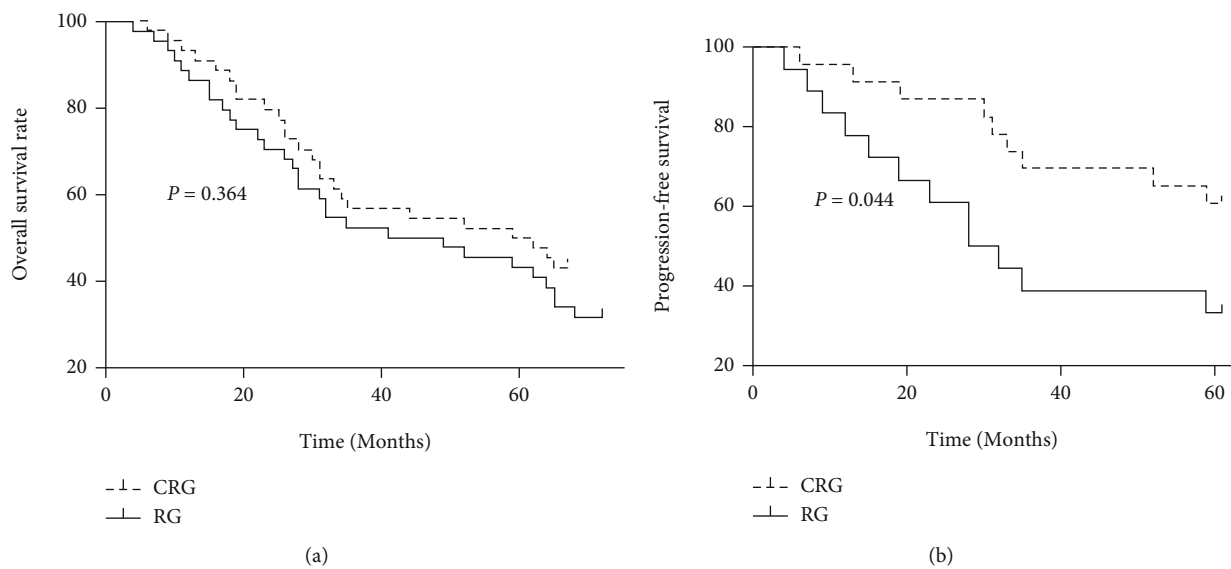 100
80
60
40
20
Overall survival rate
P = 0.364
0
20
40
60
Time (Months)
CRG
RG
(a)
100
80
60
40
20
Progression-free survival
P = 0.044
0
20
40
60
Time (Months)
CRG
RG
(b)